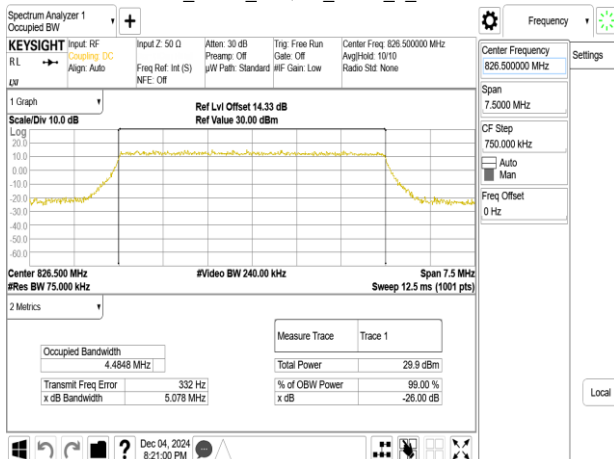 Spectrum Analyzer 1
Occupied BW
Frequency
KEYSIGHT
RL
Input: RF
Coupling: DC
Align: Auto
Input Z: 50 Ω
Freq Ref: Int (S)
NFE: Off
Atten: 30 dB
Preamp: Off
µW Path: Standard
Trig: Free Run
Gate: Off
#IF Gain: Low
Center Freq: 826.500000 MHz
Avg|Hold: 10/10
Radio Std: None
Center Frequency
826.500000 MHz
Settings
Span
7.5000 MHz
CF Step
750.000 kHz
Auto
Man
Freq Offset
0 Hz
1 Graph
Scale/Div 10.0 dB
Ref Lvl Offset 14.33 dB
Ref Value 30.00 dBm
Log
20.0
10.0
0.00
-10.0
-20.0
-30.0
-40.0
-50.0
-60.0
Center 826.500 MHz
#Video BW 240.00 kHz
Span 7.5 MHz
#Res BW 75.000 kHz
Sweep 12.5 ms (1001 pts)
2 Metrics
Measure Trace Trace 1
Occupied Bandwidth
4.4848 MHz
Total Power 29.9 dBm
Transmit Freq Error 332 Hz
% of OBW Power 99.00 %
x dB Bandwidth 5.078 MHz
x dB -26.00 dB
Local
?
Dec 04, 2024
8:21:00 PM